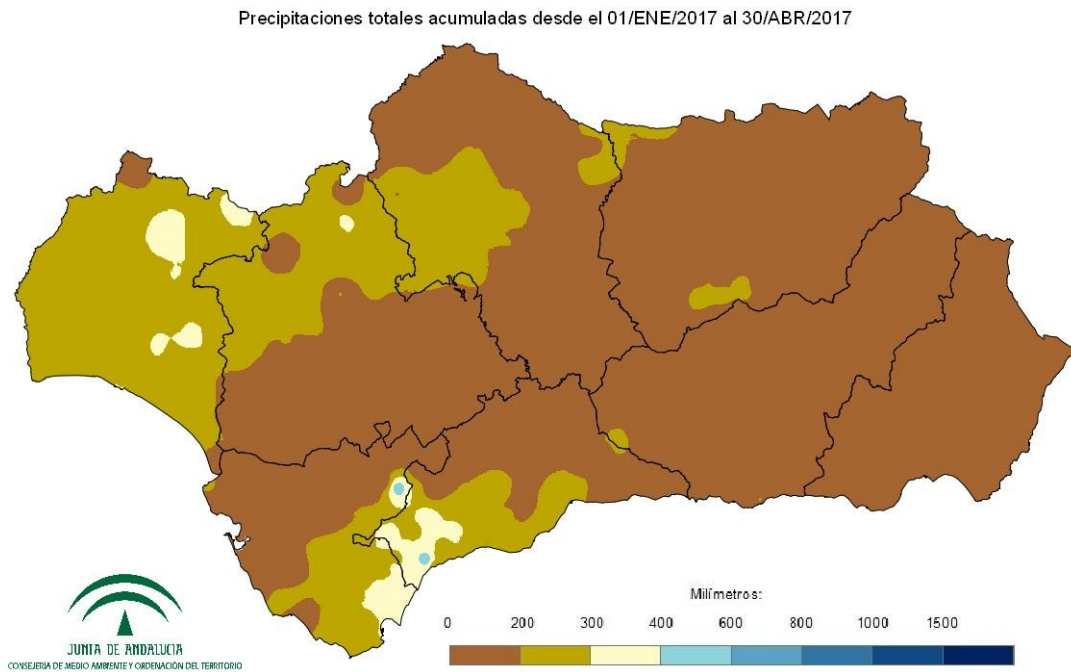 Precipitaciones totales acumuladas desde el 01/ENE/2017 al 30/ABR/2017
Milímetros:
0 200 300 400 600 800 1000 1500
JUNTA DE ANDALUCIA
CONSEJERIA DE MEDIO AMBIENTE Y ORDENACIÓN DEL TERRITORIO